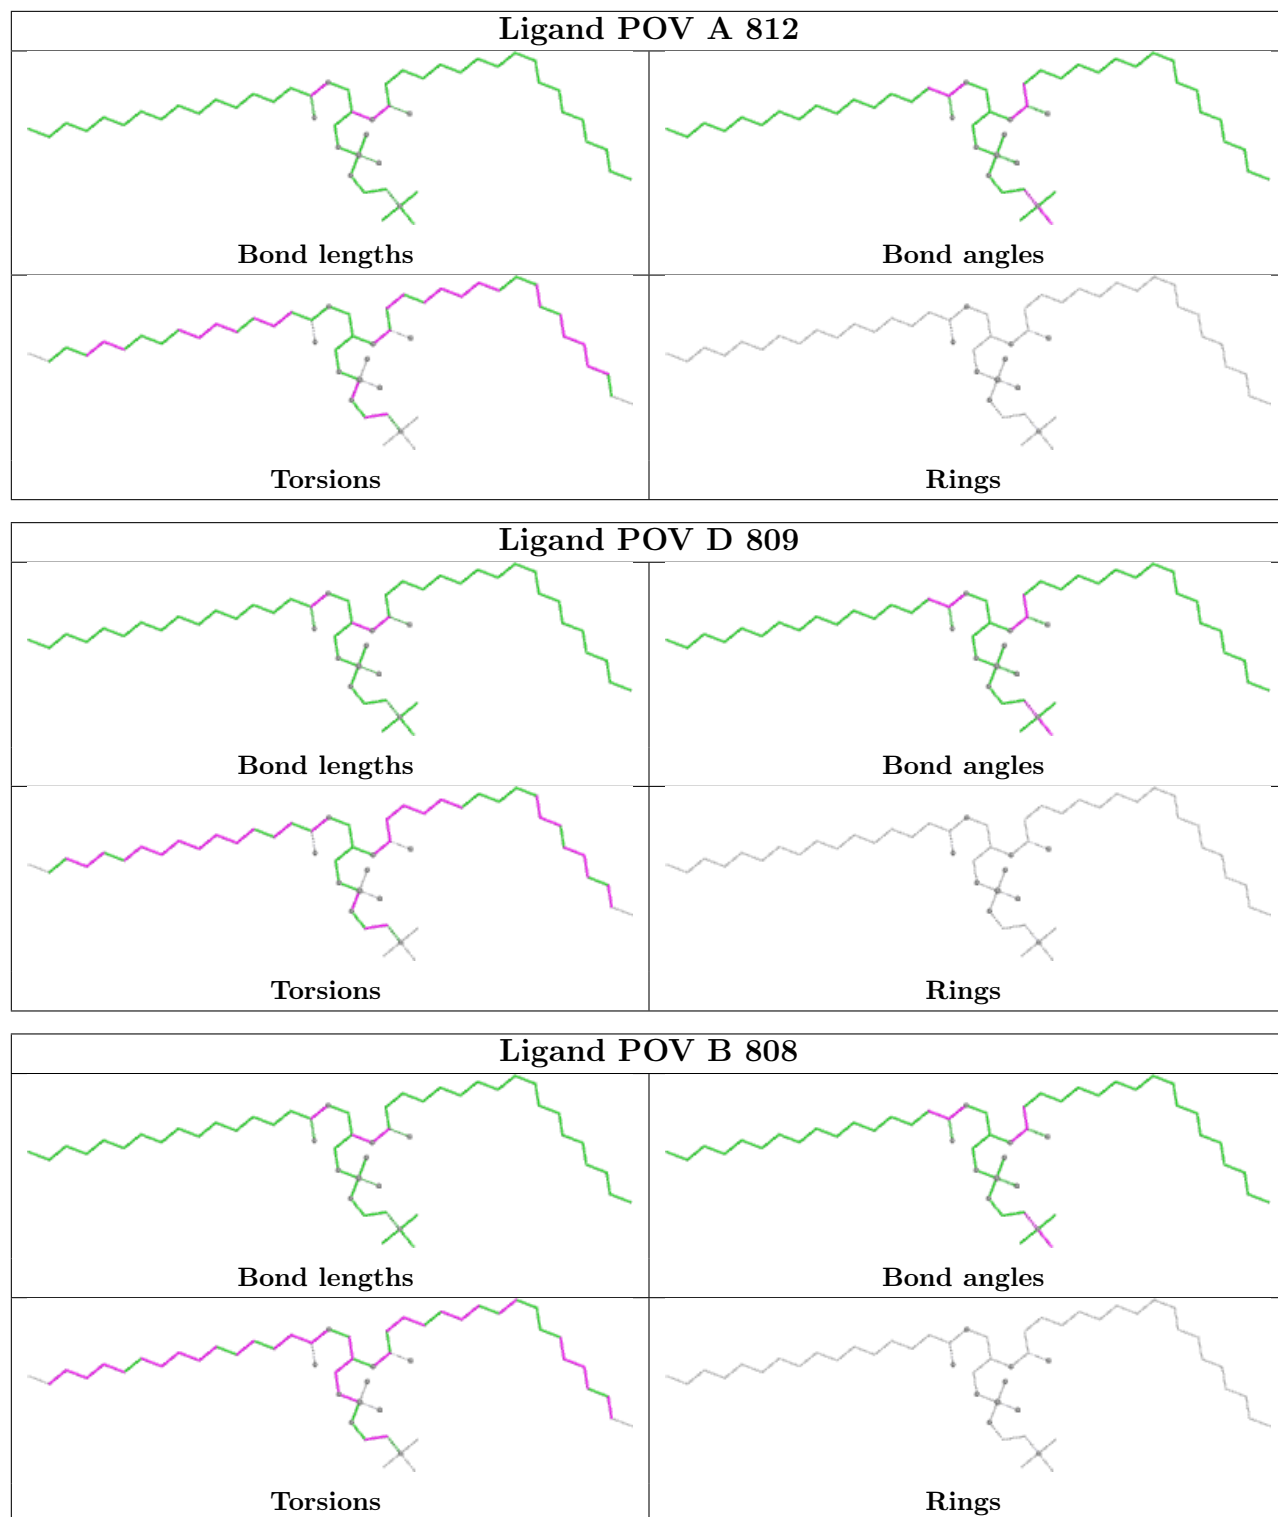 Ligand POV A 812
Bond lengths
Bond angles
Torsions
Rings
Ligand POV D 809
Bond lengths
Bond angles
Torsions
Rings
Ligand POV B 808
Bond lengths
Bond angles
Torsions
Rings